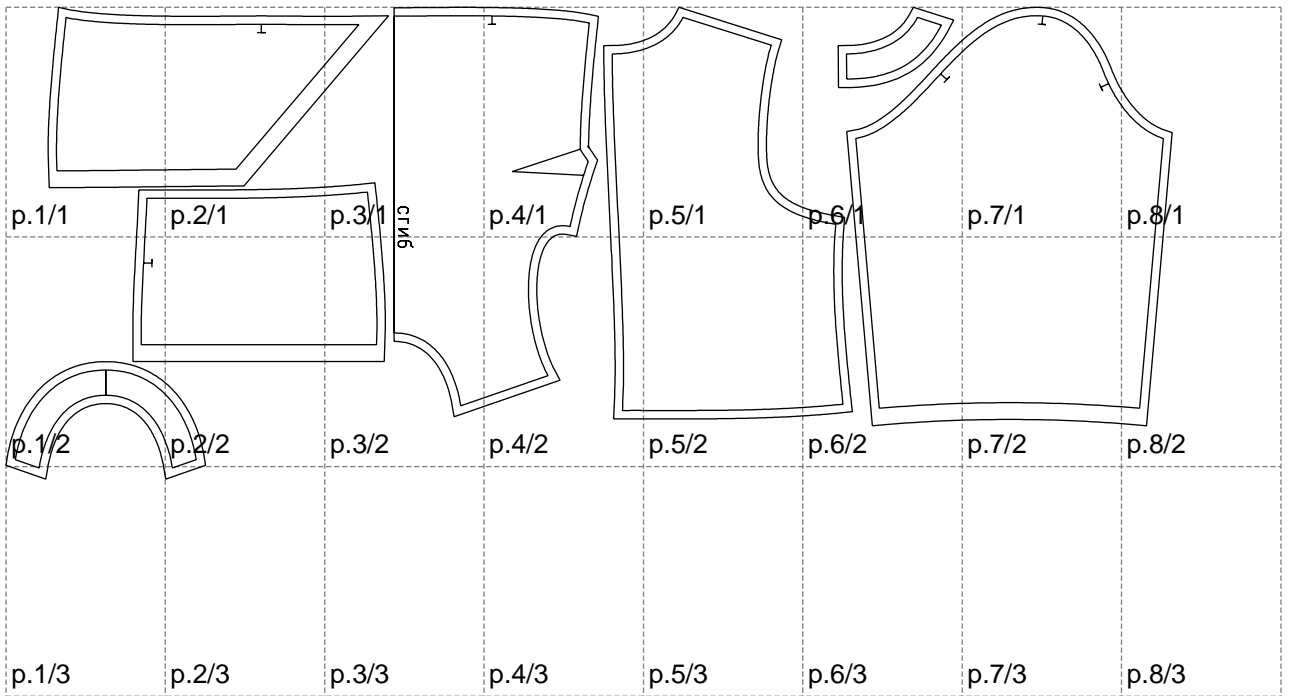 p.1/1
p.2/1
p.3/1
сгиб
p.4/1
p.5/1
p.6/1
p.7/1
p.8/1
p.1/2
p.2/2
p.3/2
p.4/2
p.5/2
p.6/2
p.7/2
p.8/2
p.1/3
p.2/3
p.3/3
p.4/3
p.5/3
p.6/3
p.7/3
p.8/3